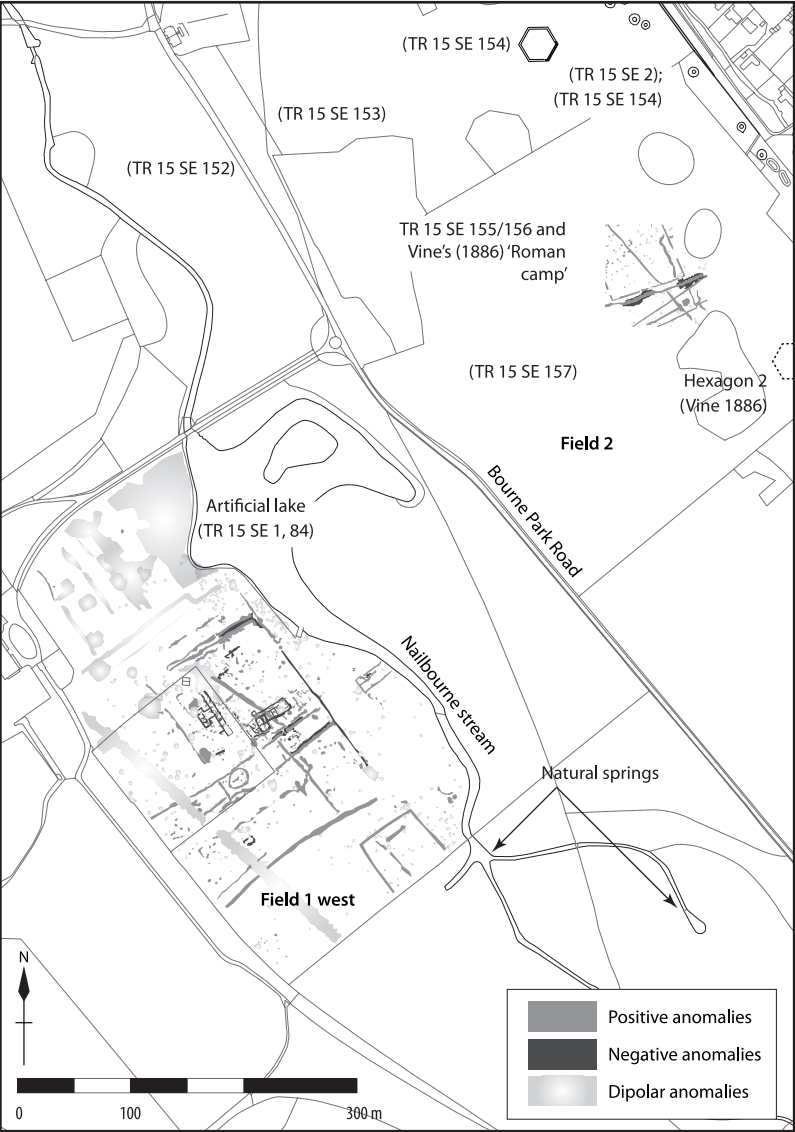 (TR 15 SE 154)
(TR 15 SE 2);
(TR 15 SE 154)
(TR 15 SE 153)
(TR 15 SE 152)
TR 15 SE 155/156 and
Vine's (1886) 'Roman
camp'
(TR 15 SE 157)
Hexagon 2
(Vine 1886)
Field 2
Bourne Park Road
Artificial lake
(TR 15 SE 1, 84)
Nailbourne stream
Natural springs
Field 1 west
N
0 100 300 m
Positive anomalies
Negative anomalies
Dipolar anomalies